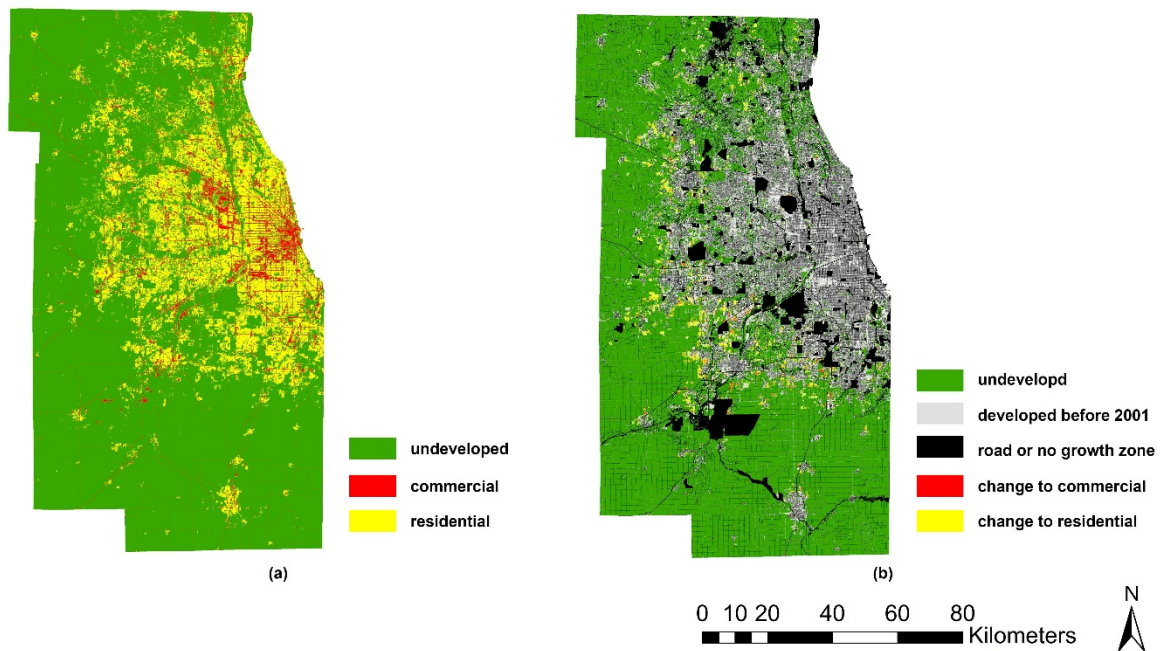 undeveloped
commercial
residential
(a)
undevelopd
developed before 2001
road or no growth zone
change to commercial
change to residential
(b)
0 10 20 40 60 80
Kilometers
N